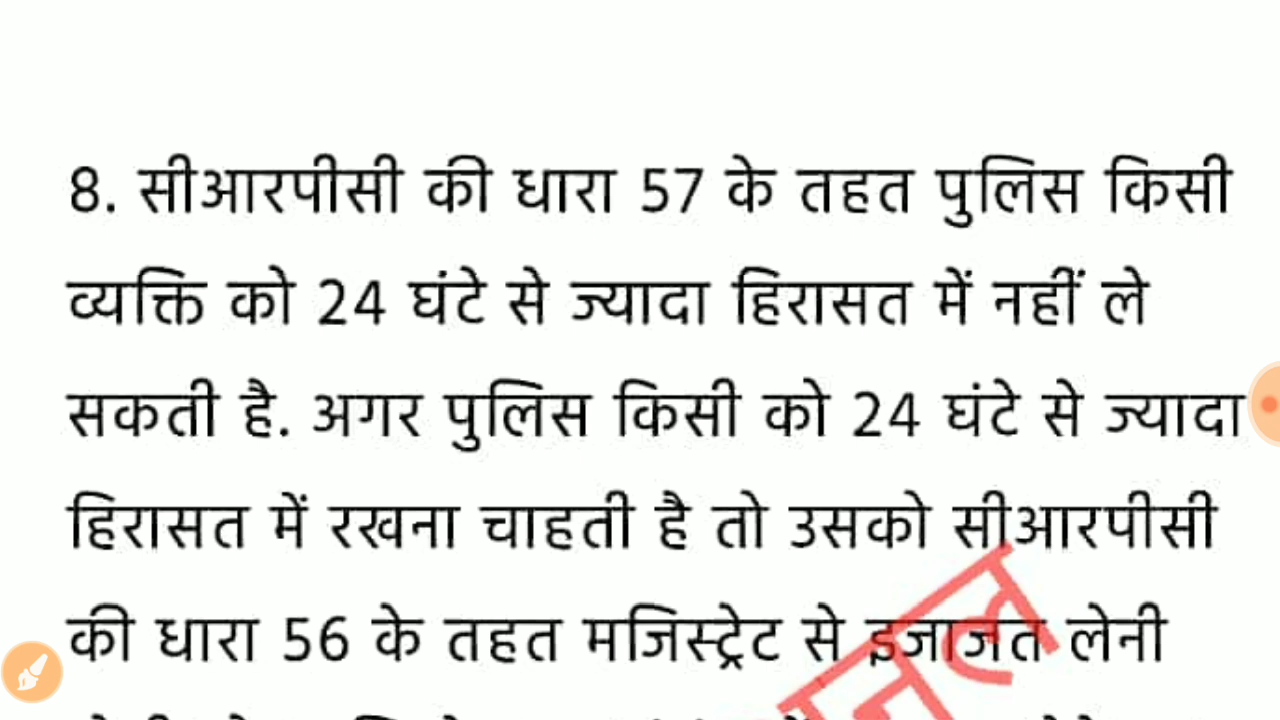 8. सीआरपीसी की धारा 57 के तहत पुलिस किसी
व्यक्ति को 24 घंटे से ज्यादा हिरासत में नहीं ले
सकती है. अगर पुलिस किसी को 24 घंटे से ज्यादा
हिरासत में रखना चाहती है तो उसको सीआरपीसी
की धारा 56 के तहत मजिस्ट्रेट से इजाजत लेनी